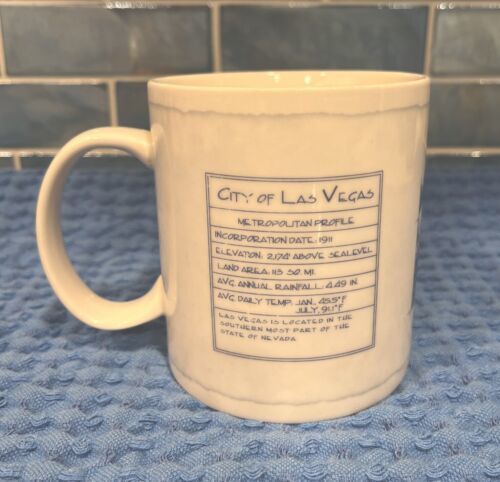 CITY OF LAS VEGAS
METROPOLITAN PROFILE
INCORPORATION DATE: 1911
ELEVATION: 2,174' ABOVE SEALEVEL
LAND AREA: 113 SQ. MI.
AVG. ANNUAL RAINFALL: 4.49 IN.
AVG. DAILY TEMP: JAN., 45.5°F
JULY, 91.1°F
LAS VEGAS IS LOCATED IN THE
SOUTHERN MOST PART OF THE
STATE OF NEVADA